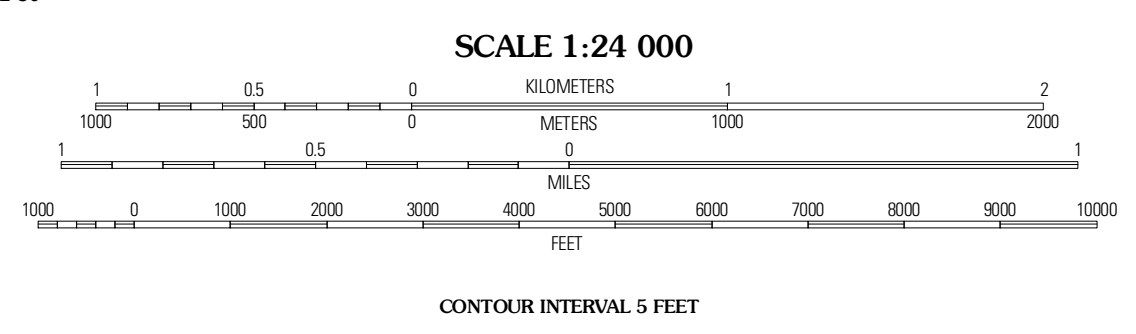 SCALE 1:24 000
1 0.5 0 KILOMETERS 1 2
1000 500 0 METERS 1000 2000
1 0.5 0 1
MILES
1000 0 1000 2000 3000 4000 5000 6000 7000 8000 9000 10000
FEET
CONTOUR INTERVAL 5 FEET